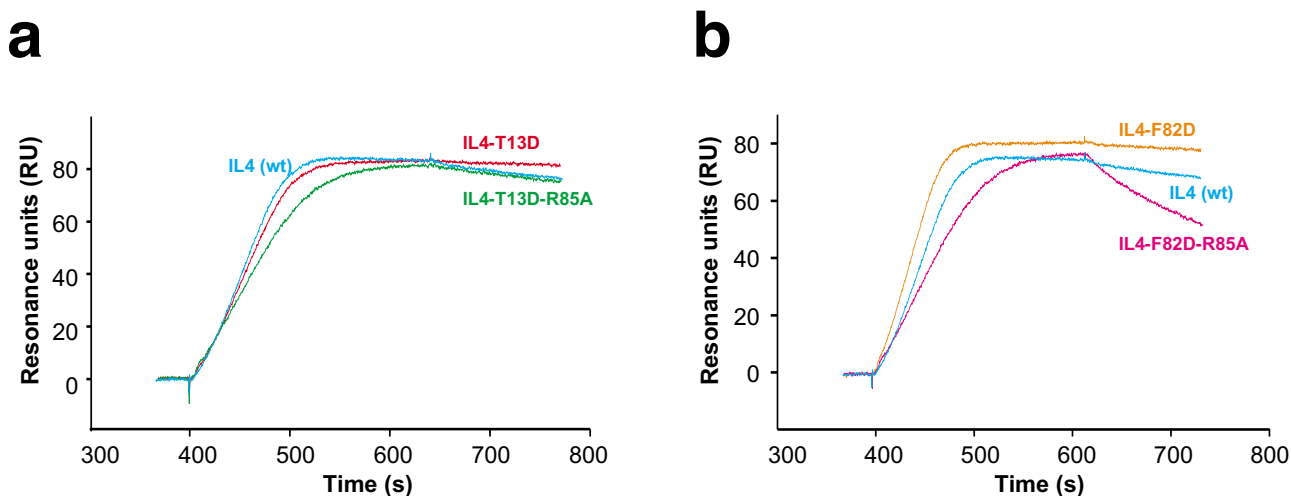 a
Resonance units (RU)
80
60
40
20
0
IL4 (wt)
IL4-T13D
IL4-T13D-R85A
300 400 500 600 700 800
Time (s)
b
Resonance units (RU)
80
60
40
20
0
IL4-F82D
IL4 (wt)
IL4-F82D-R85A
300 400 500 600 700 800
Time (s)